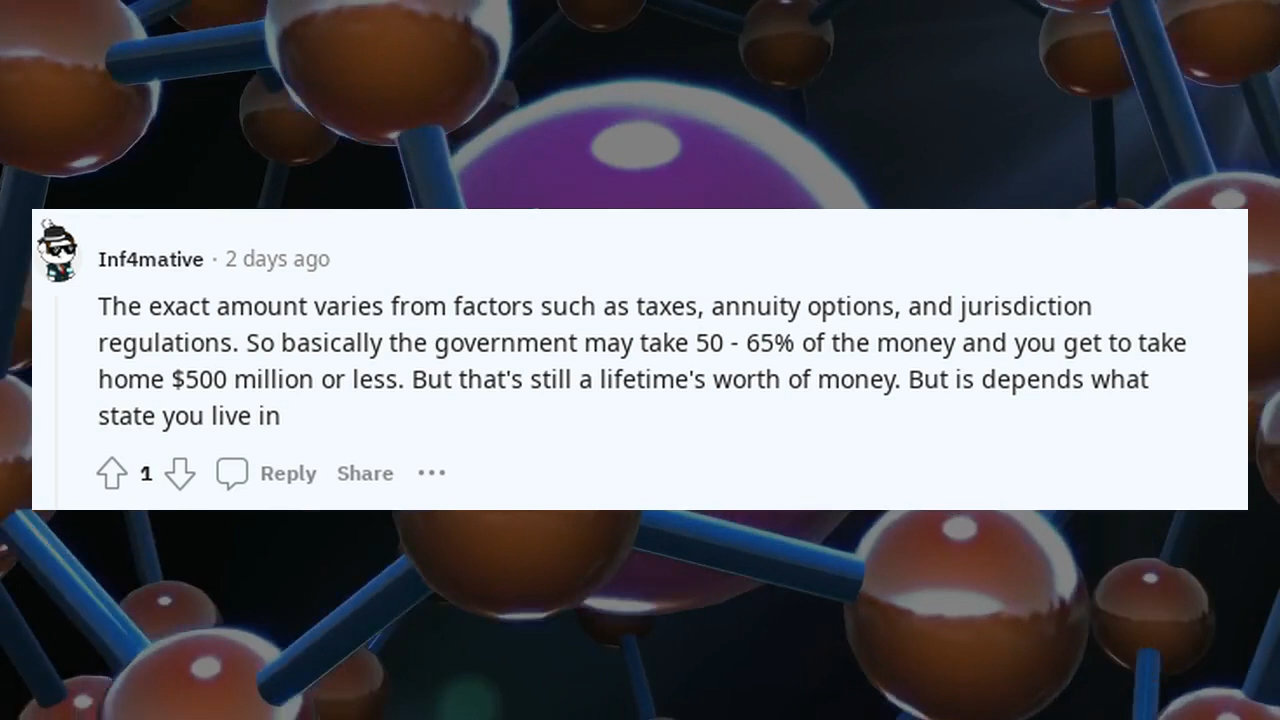 Inf4mative · 2 days ago
The exact amount varies from factors such as taxes, annuity options, and jurisdiction
regulations. So basically the government may take 50 - 65% of the money and you get to take
home $500 million or less. But that's still a lifetime's worth of money. But is depends what
state you live in
1 Reply Share ···